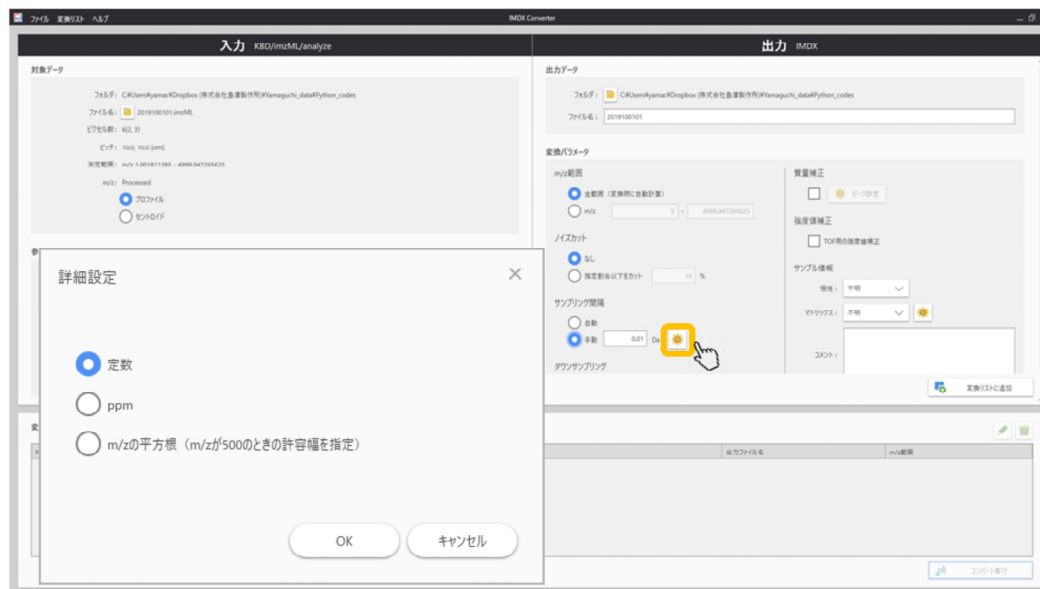 ファイル 変換リスト ヘルプ
IMDX Converter
入力 KBD/imzML/analyze
対象データ
フォルダ: C:¥Users¥yamac¥Dropbox (株式会社島津製作所)¥Yamaguchi_data¥Python_codes
ファイル名: 2019100101.imzML
ピクセル数: 6(2, 3)
ピッチ: 10.0, 10.0 [um]
測定範囲: m/z 1.001811385 - 4999.947265625
m/z: Processed
プロファイル
セントロイド
参
詳細設定
定数
ppm
m/zの平方根(m/zが500のときの許容幅を指定)
OK
キャンセル
変
出力 IMDX
出力データ
フォルダ: C:¥Users¥yamac¥Dropbox (株式会社島津製作所)¥Yamaguchi_data¥Python_codes
ファイル名: 2019100101
変換パラメータ
m/z範囲
全範囲(変換時に自動計算)
m/z 5 - 4999.947265625
ノイズカット
なし
指定割合以下をカット 10 %
サンプリング間隔
自動
手動 0.01 Da
ダウンサンプリング
質量補正
ピーク設定
強度値補正
TOF用の強度値補正
サンプル情報
極性: 不明
マトリックス: 不明
コメント:
変換リストに追加
出力ファイル名
m/z範囲
コンバート実行